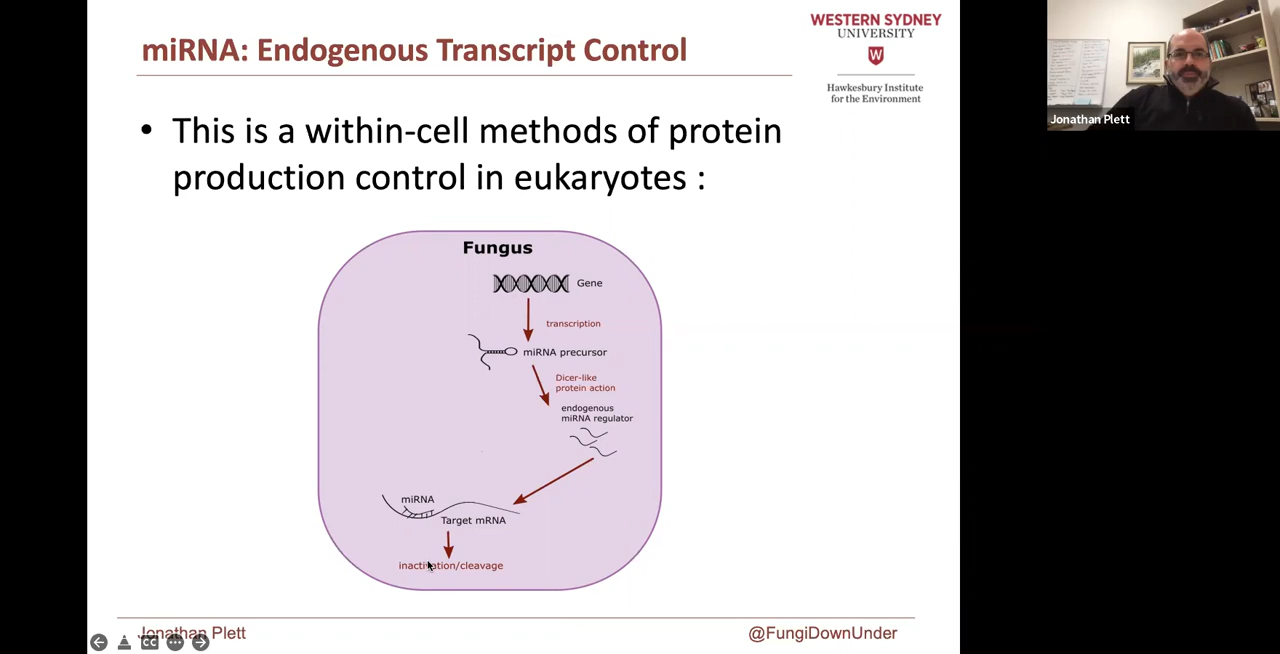 miRNA: Endogenous Transcript Control
WESTERN SYDNEY
UNIVERSITY
W
Hawkesbury Institute
for the Environment
• This is a within-cell methods of protein
production control in eukaryotes :
Fungus
Gene
transcription
miRNA precursor
Dicer-like
protein action
endogenous
miRNA regulator
miRNA
Target mRNA
inactivation/cleavage
Jonathan Plett
@FungiDownUnder
CC
Jonathan Plett